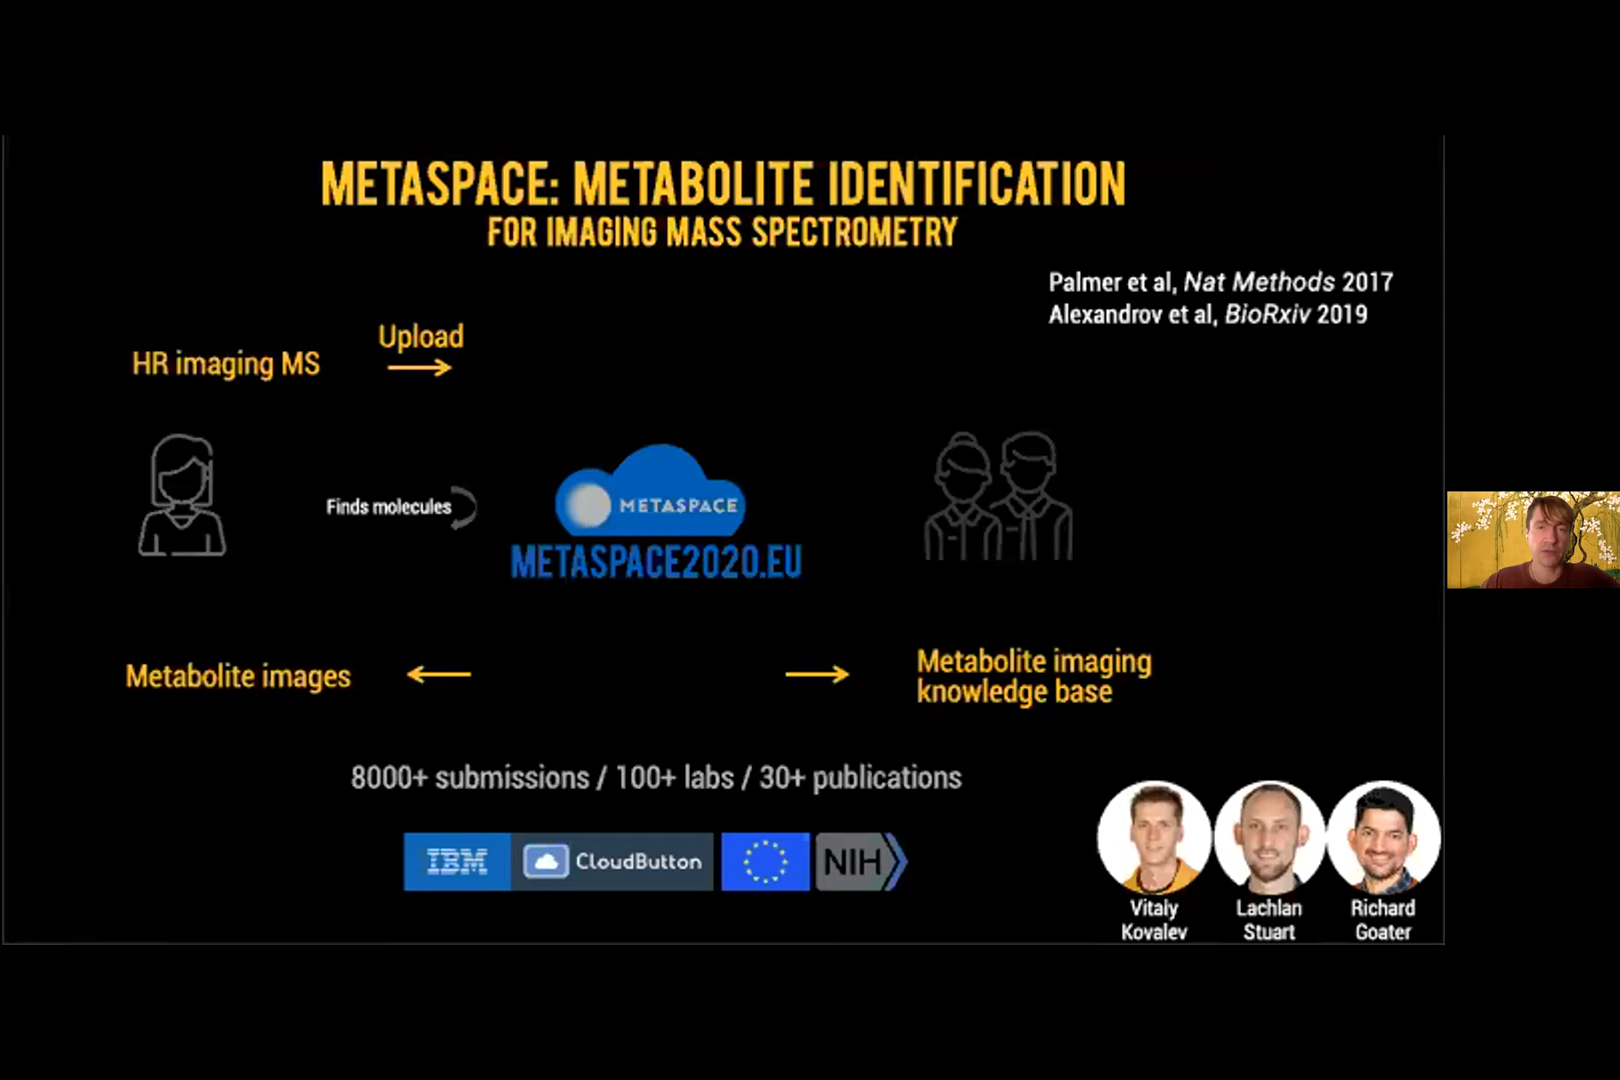 METASPACE: METABOLITE IDENTIFICATION
FOR IMAGING MASS SPECTROMETRY
Palmer et al, Nat Methods 2017
Alexandrov et al, BioRxiv 2019
Upload
HR imaging MS
Finds molecules
METASPACE
METASPACE2020.EU
Metabolite images
Metabolite imaging
knowledge base
8000+ submissions / 100+ labs / 30+ publications
IBM CloudButton NIH
Vitaly
Kovalev
Lachlan
Stuart
Richard
Goater